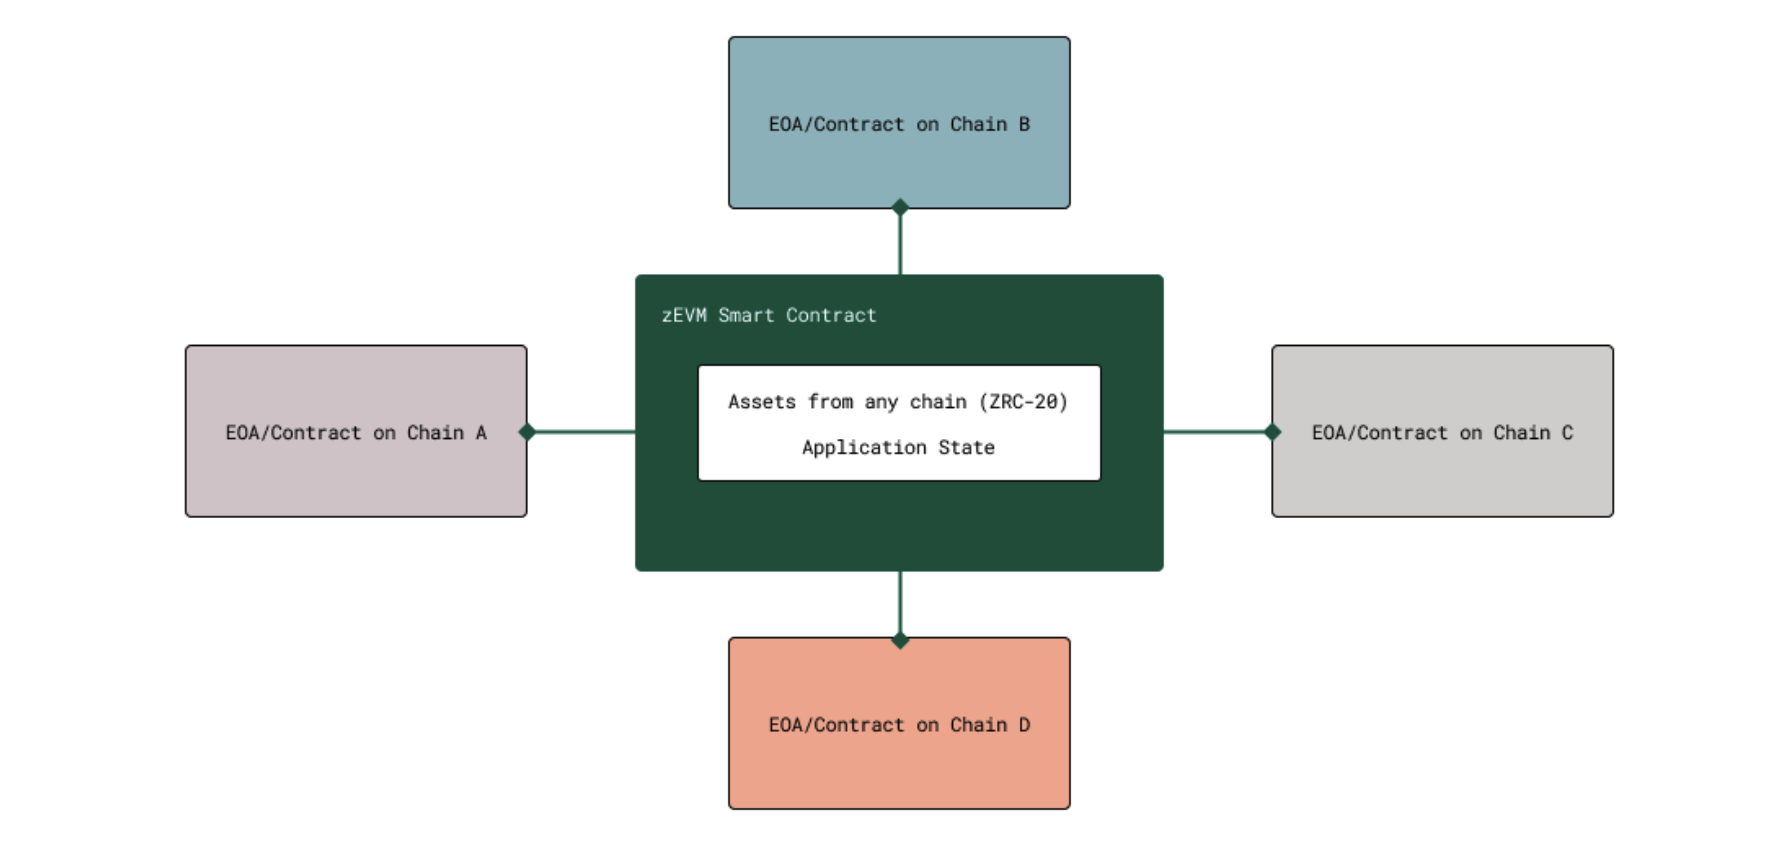 EOA/Contract on Chain B
zEVM Smart Contract
Assets from any chain (ZRC-20)
Application State
EOA/Contract on Chain A
EOA/Contract on Chain C
EOA/Contract on Chain D